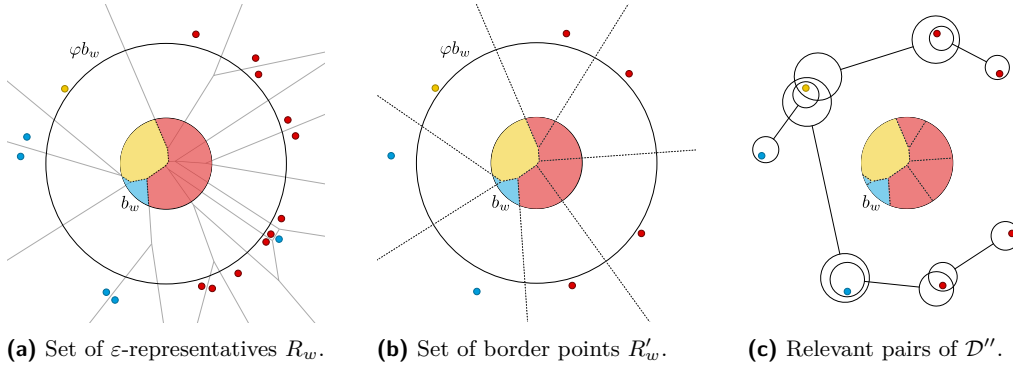 φb_w
φb_w
b_w
b_w
b_w
(a) Set of ε-representatives R_w.
(b) Set of border points R′_w.
(c) Relevant pairs of 𝒟″.